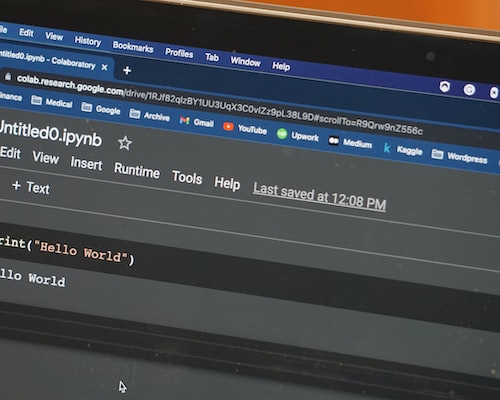 Edit View History Bookmarks Profiles Tab Window Help
ntitled0.ipynb - Colaboratory × +
colab.research.google.com/drive/1RJf82qIzBY1UU3UqX3C0vIZz9pL38L9D#scrollTo=R9Qrw9nZ556c
inance Medical Google Archive Gmail YouTube Upwork Medium Kaggle Wordpress
Untitled0.ipynb
Edit View Insert Runtime Tools Help Last saved at 12:08 PM
+ Text
rint("Hello World")
llo World